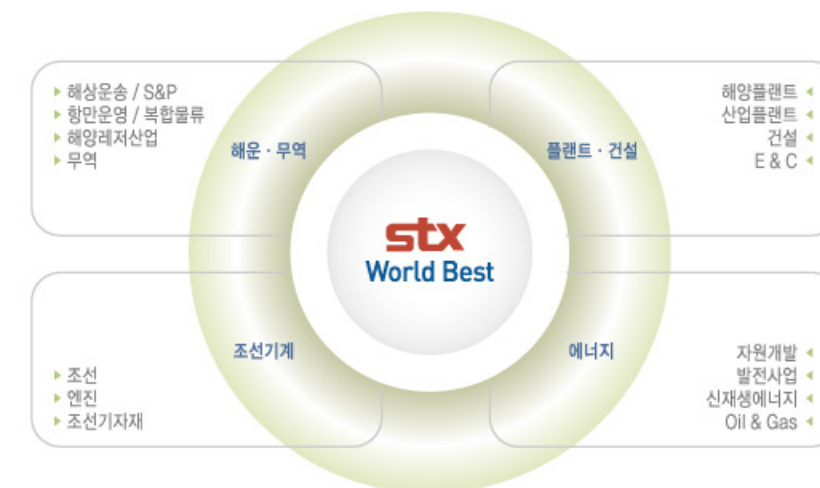 해상운송 / S&P
항만운영 / 복합물류
해양레저산업
무역
해운 · 무역
플랜트 · 건설
해양플랜트
산업플랜트
건설
E & C
stx
World Best
조선기계
조선
엔진
조선기자재
에너지
자원개발
발전사업
신재생에너지
Oil & Gas